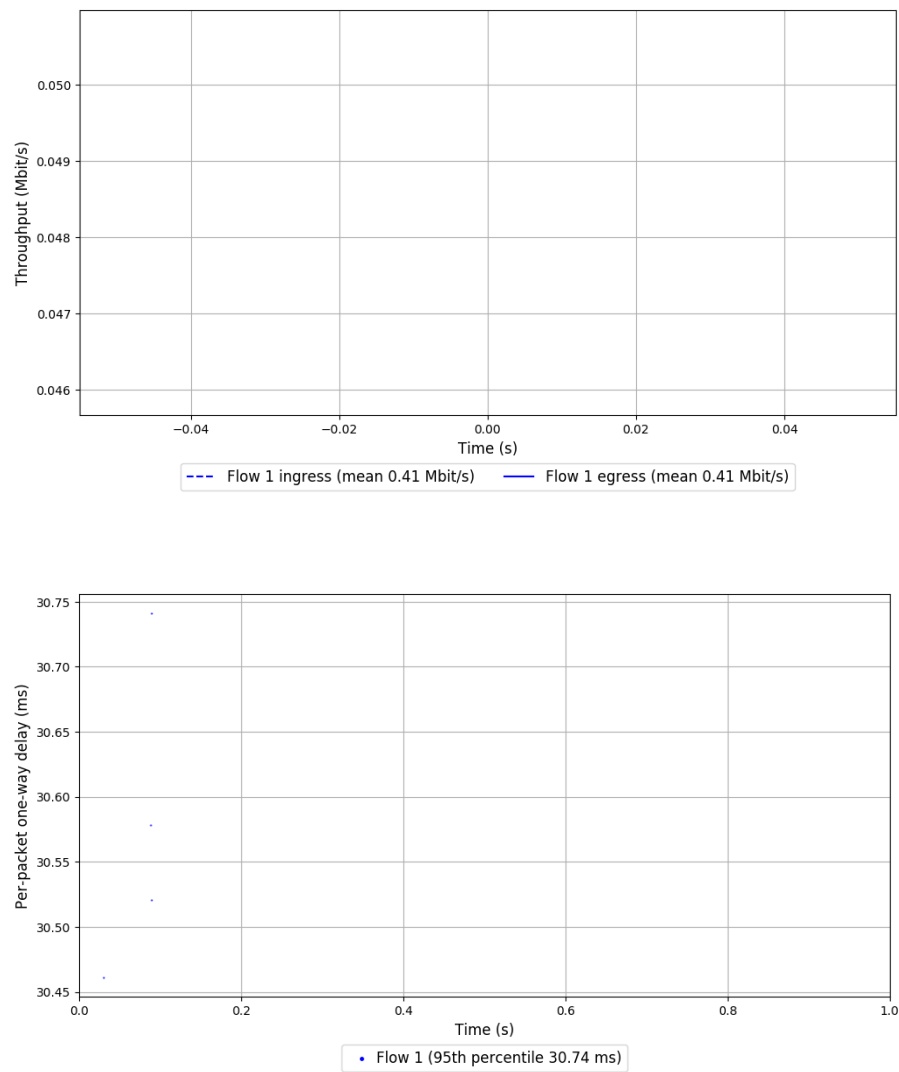 0.050
0.049
0.048
0.047
0.046
Throughput (Mbit/s)
−0.04 −0.02 0.00 0.02 0.04
Time (s)
Flow 1 ingress (mean 0.41 Mbit/s) Flow 1 egress (mean 0.41 Mbit/s)
30.75
30.70
30.65
30.60
30.55
30.50
30.45
Per-packet one-way delay (ms)
0.0 0.2 0.4 0.6 0.8 1.0
Time (s)
Flow 1 (95th percentile 30.74 ms)